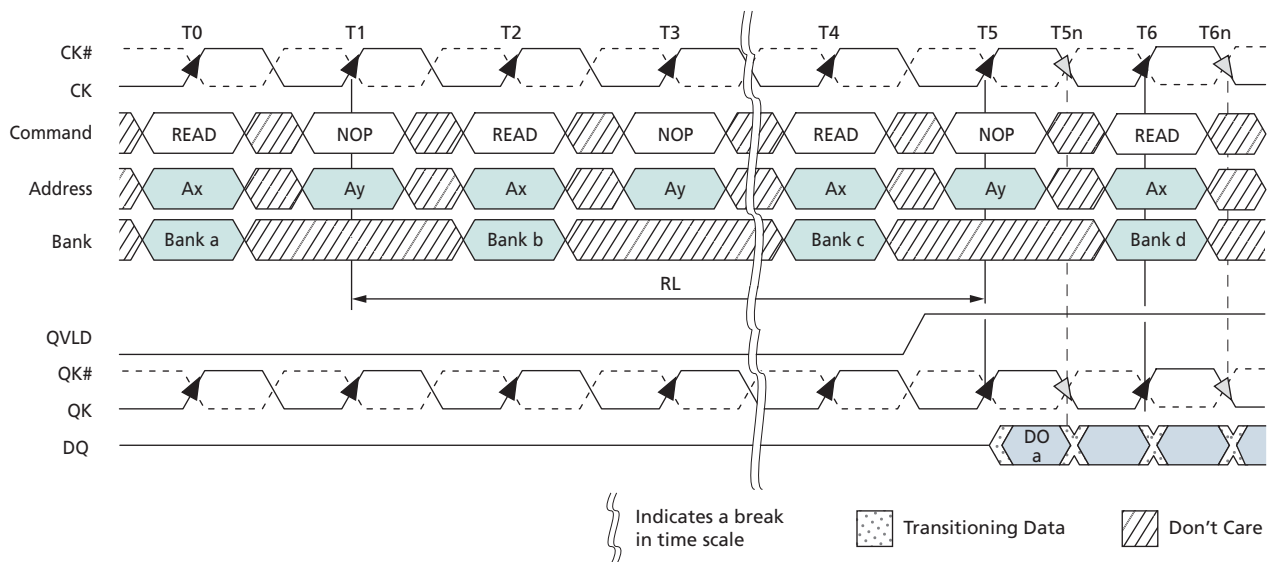 T0 T1 T2 T3 T4 T5 T5n T6 T6n
CK#
CK
Command READ NOP READ NOP READ NOP READ
Address Ax Ay Ax Ay Ax Ay Ax
Bank Bank a Bank b Bank c Bank d
RL
QVLD
QK#
QK
DQ DO
a
Indicates a break
in time scale
Transitioning Data
Don't Care